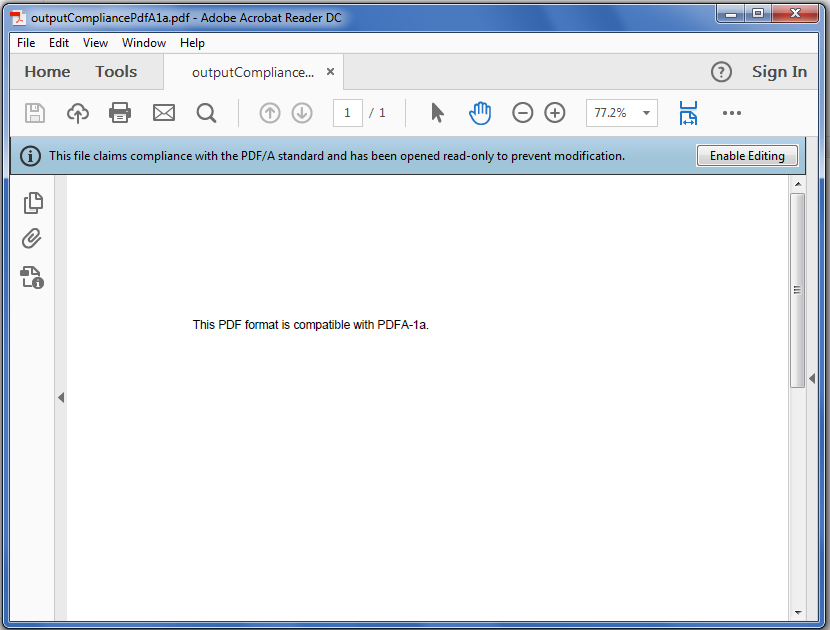 outputCompliancePdfA1a.pdf - Adobe Acrobat Reader DC
File Edit View Window Help
Home Tools outputCompliance... × ? Sign In
1 / 1 77.2%
This file claims compliance with the PDF/A standard and has been opened read-only to prevent modification. Enable Editing
This PDF format is compatible with PDFA-1a.